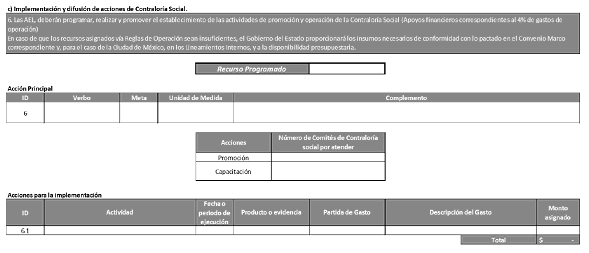 c) Implementación y difusión de acciones de Contraloría Social.
6. Las AEL, deberán programar, realizar y promover el establecimiento de las actividades de promoción y operación de la Contraloría Social (Apoyos financieros correspondientes al 4% de gastos de
operación)
En caso de que los recursos asignados vía Reglas de Operación sean insuficientes, el Gobierno del Estado proporcionará los insumos necesarios de conformidad con lo pactado en el Convenio Marco
correspondiente y, para el caso de la Ciudad de México, en los Lineamientos internos, y a la disponibilidad presupuestaria.
Recurso Programado
Acción Principal
ID Verbo Meta Unidad de Medida Complemento
6
Acciones Número de Comités de Contraloría
social por atender
Promoción
Capacitación
Acciones para la implementación
ID Actividad Fecha o
periodo de
ejecución Producto o evidencia Partida de Gasto Descripción del Gasto Monto
asignado
6.1
Total $ -